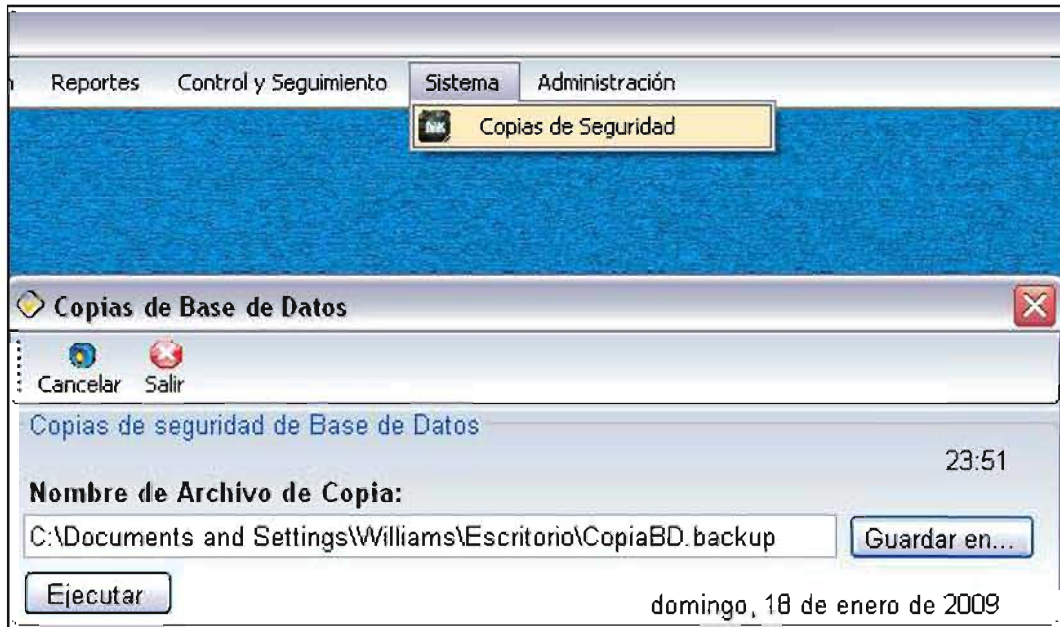 Reportes Control y Seguimiento Sistema Administración
Copias de Seguridad
Copias de Base de Datos
Cancelar Salir
Copias de seguridad de Base de Datos
23:51
Nombre de Archivo de Copia:
C:\Documents and Settings\Williams\Escritorio\CopiaBD.backup Guardar en...
Ejecutar
domingo, 18 de enero de 2009